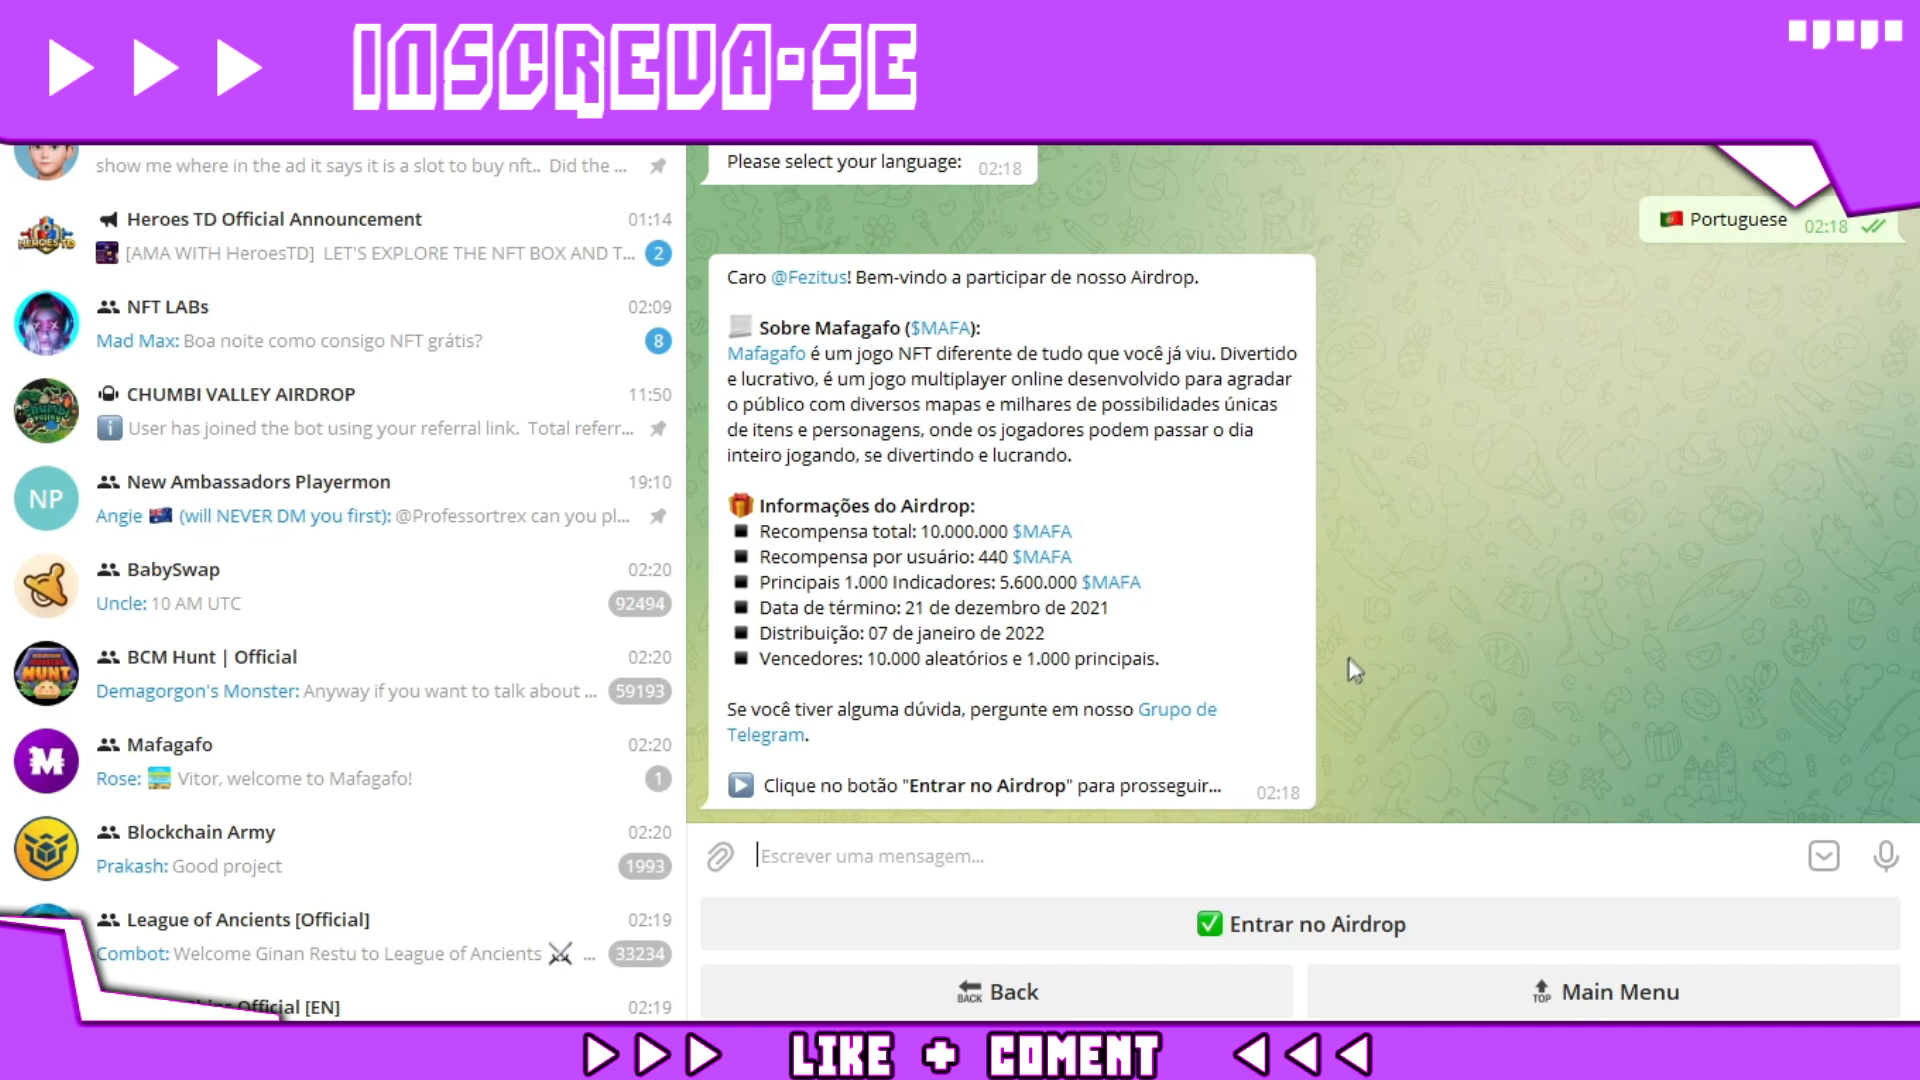 INSCREVA-SE
show me where in the ad it says it is a slot to buy nft.. Did the ...
Heroes TD Official Announcement 01:14
[AMA WITH HeroesTD] LET'S EXPLORE THE NFT BOX AND T... 2
NFT LABs 02:09
Mad Max: Boa noite como consigo NFT grátis? 8
CHUMBI VALLEY AIRDROP 11:50
User has joined the bot using your referral link. Total referr...
NP
New Ambassadors Playermon 19:10
Angie (will NEVER DM you first): @Professortrex can you pl...
BabySwap 02:20
Uncle: 10 AM UTC 92494
BCM Hunt | Official 02:20
Demagorgon's Monster: Anyway if you want to talk about ... 59193
Mafagafo 02:20
Rose: Vitor, welcome to Mafagafo! 1
Blockchain Army 02:20
Prakash: Good project 1993
League of Ancients [Official] 02:19
Combot: Welcome Ginan Restu to League of Ancients ... 33234
Official [EN] 02:19
Please select your language: 02:18
Portuguese 02:18
Caro @Fezitus! Bem-vindo a participar de nosso Airdrop.
Sobre Mafagafo ($MAFA):
Mafagafo é um jogo NFT diferente de tudo que você já viu. Divertido
e lucrativo, é um jogo multiplayer online desenvolvido para agradar
o público com diversos mapas e milhares de possibilidades únicas
de itens e personagens, onde os jogadores podem passar o dia
inteiro jogando, se divertindo e lucrando.
Informações do Airdrop:
Recompensa total: 10.000.000 $MAFA
Recompensa por usuário: 440 $MAFA
Principais 1.000 Indicadores: 5.600.000 $MAFA
Data de término: 21 de dezembro de 2021
Distribuição: 07 de janeiro de 2022
Vencedores: 10.000 aleatórios e 1.000 principais.
Se você tiver alguma dúvida, pergunte em nosso Grupo de
Telegram.
Clique no botão "Entrar no Airdrop" para prosseguir... 02:18
Escrever uma mensagem...
Entrar no Airdrop
BACK Back
TOP Main Menu
LIKE + COMENT